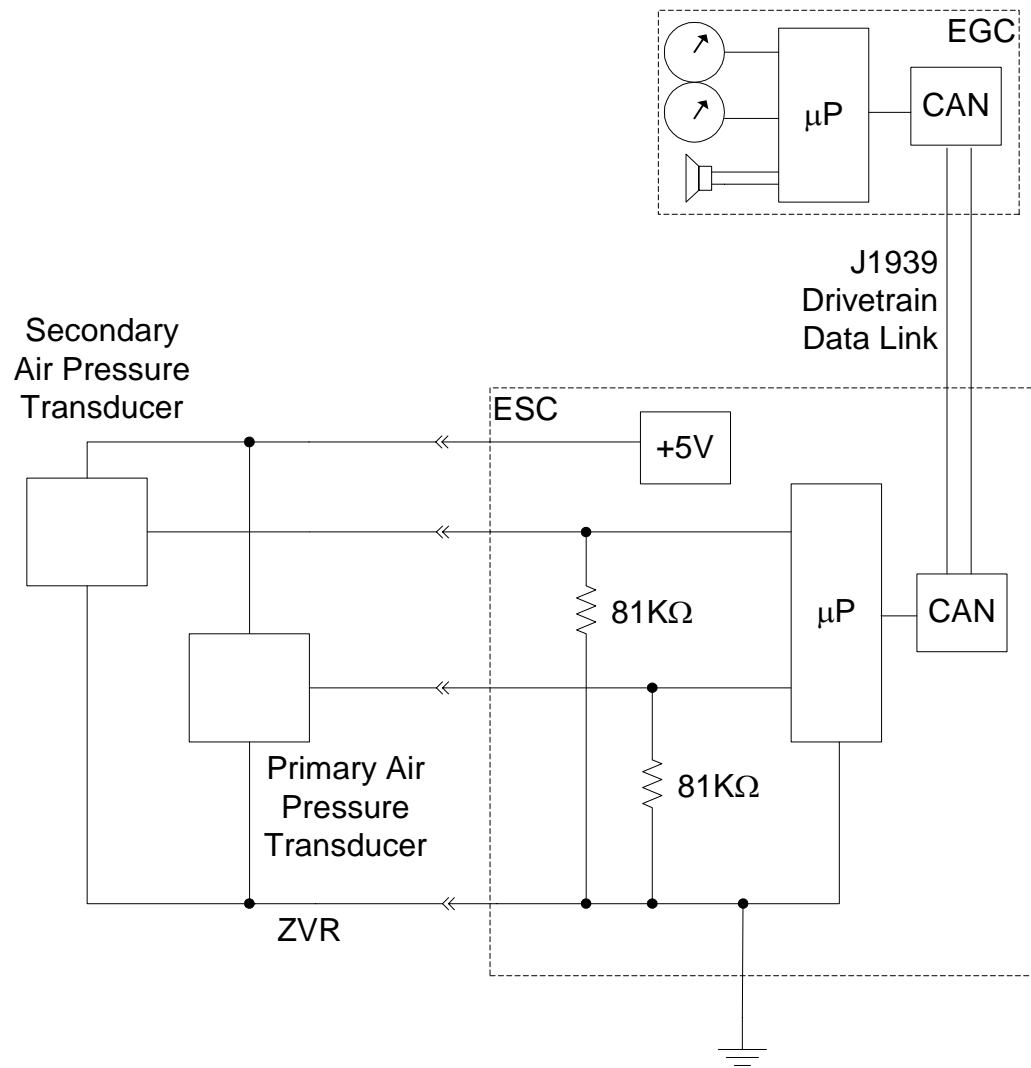 EGC
μP
CAN
J1939
Drivetrain
Data Link
Secondary
Air Pressure
Transducer
ESC
+5V
81KΩ
μP
CAN
81KΩ
Primary Air
Pressure
Transducer
ZVR